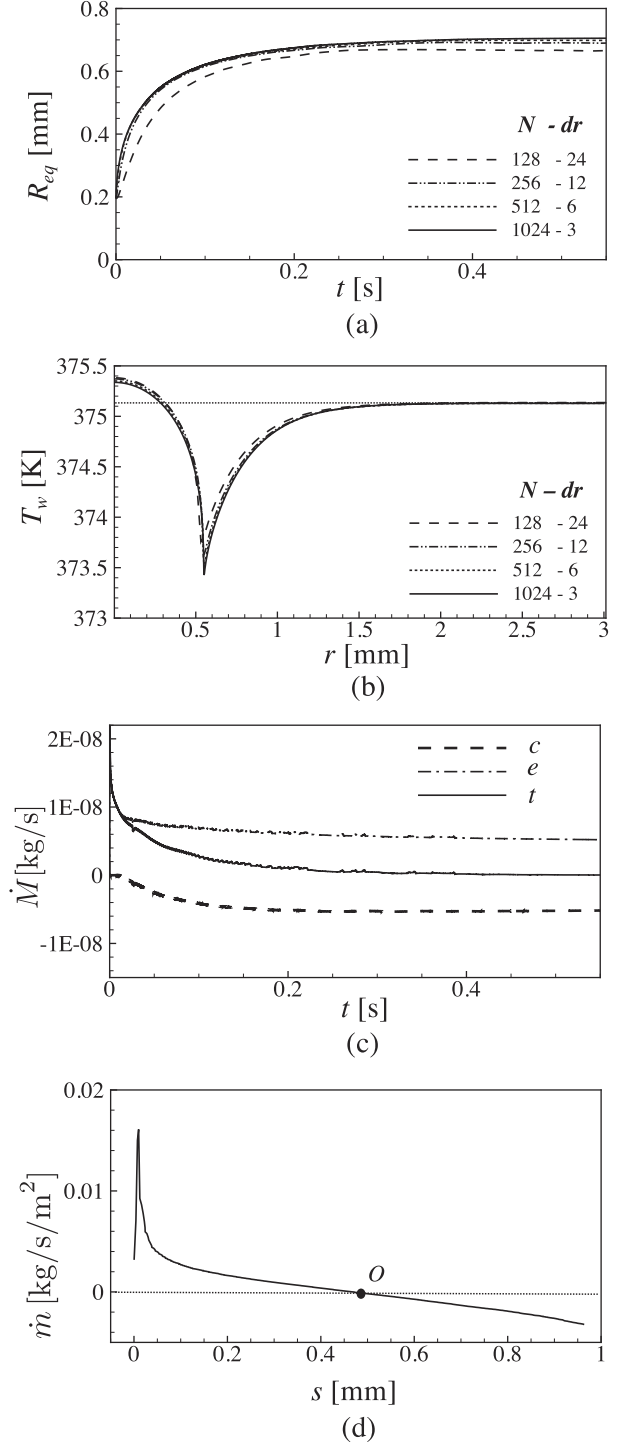 0.8
0.6
0.4
0.2
0
R_eq [mm]
N - dr
128 - 24
256 - 12
512 - 6
1024 - 3
0 0.2 0.4
t [s]
(a)
375.5
375
374.5
374
373.5
373
T_w [K]
N – dr
128 - 24
256 - 12
512 - 6
1024 - 3
0.5 1 1.5 2 2.5 3
r [mm]
(b)
2E-08
1E-08
0
-1E-08
Ṁ [kg/s]
c
e
t
0 0.2 0.4
t [s]
(c)
0.02
0.01
0
ṁ [kg/s/m²]
O
0 0.2 0.4 0.6 0.8 1
s [mm]
(d)